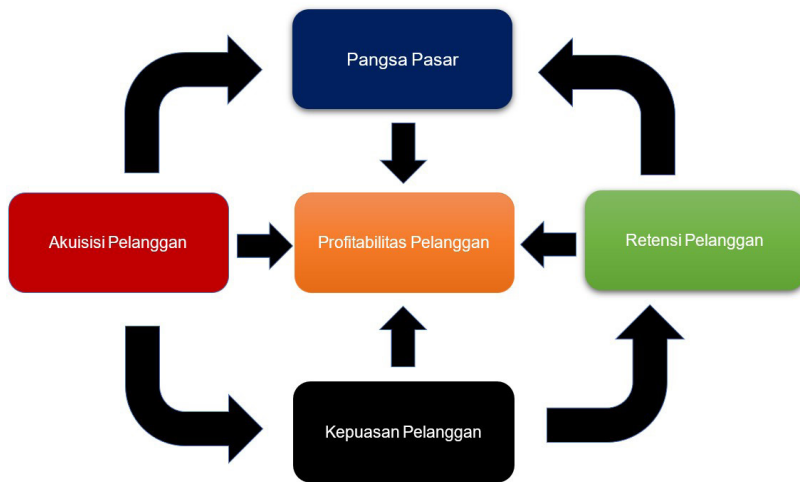 Pangsa Pasar
Akuisisi Pelanggan
Profitabilitas Pelanggan
Retensi Pelanggan
Kepuasan Pelanggan